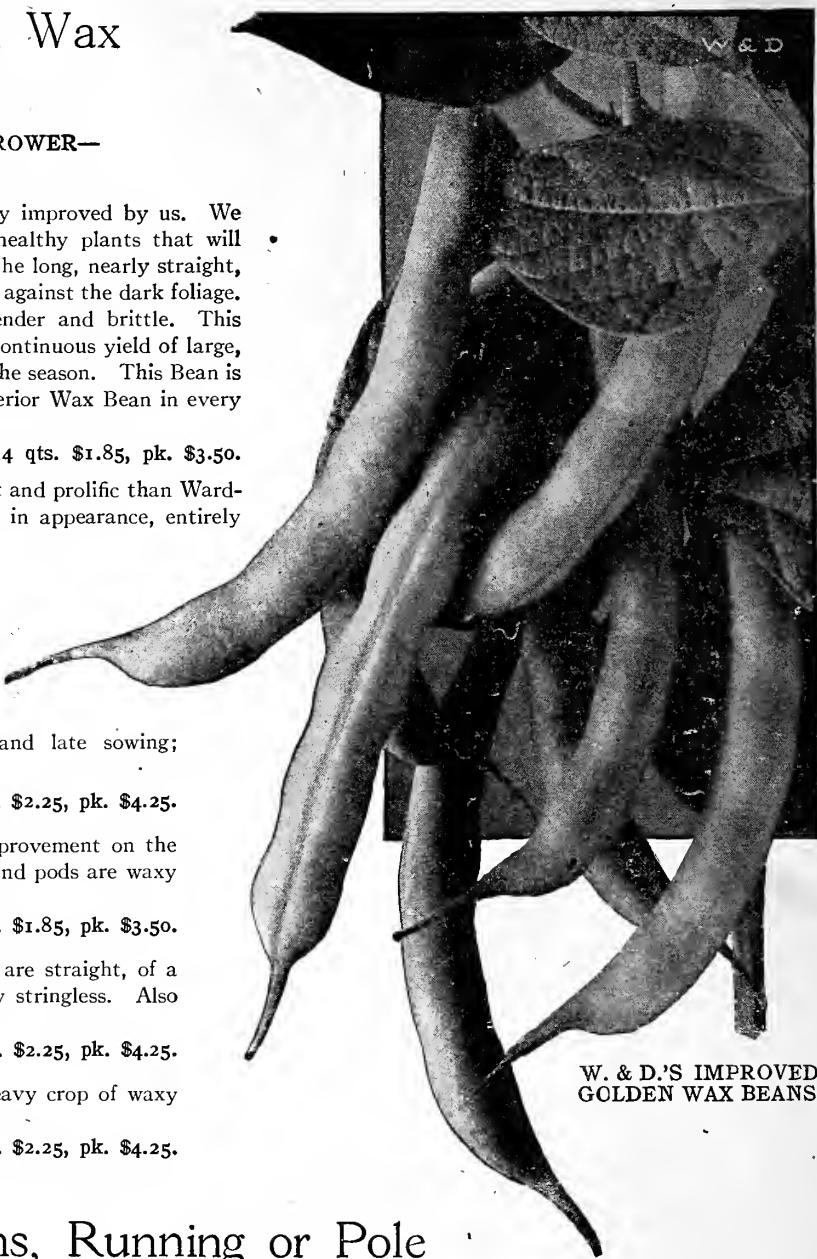 Wax
W & D
ROWER—
y improved by us. We
healthy plants that will
he long, nearly straight,
against the dark foliage.
ender and brittle. This
ontinuous yield of large,
he season. This Bean is
erior Wax Bean in every
4 qts. $1.85, pk. $3.50.
and prolific than Ward-
in appearance, entirely
and late sowing;
$2.25, pk. $4.25.
provement on the
nd pods are waxy
$1.85, pk. $3.50.
are straight, of a
y stringless. Also
$2.25, pk. $4.25.
eavy crop of waxy
$2.25, pk. $4.25.
W. & D.'S IMPROVED
GOLDEN WAX BEANS
ns, Running or Pole